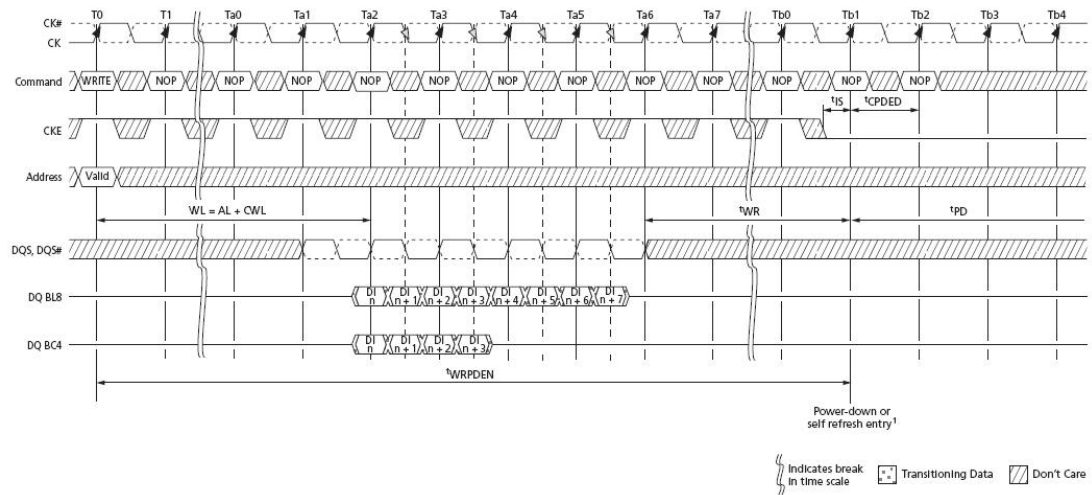 T0 T1 Ta0 Ta1 Ta2 Ta3 Ta4 Ta5 Ta6 Ta7 Tb0 Tb1 Tb2 Tb3 Tb4
CK#
CK
Command WRITE NOP NOP NOP NOP NOP NOP NOP NOP NOP NOP NOP NOP
tIS tCPDED
CKE
Address Valid
WL = AL + CWL tWR tPD
DQS, DQS#
DQ BL8 DI n DI n + 1 DI n + 2 DI n + 3 DI n + 4 DI n + 5 DI n + 6 DI n + 7
DQ BC4 DI n DI n + 1 DI n + 2 DI n + 3
tWRPDEN
Power-down or
self refresh entry1
Indicates break
in time scale
Transitioning Data
Don't Care